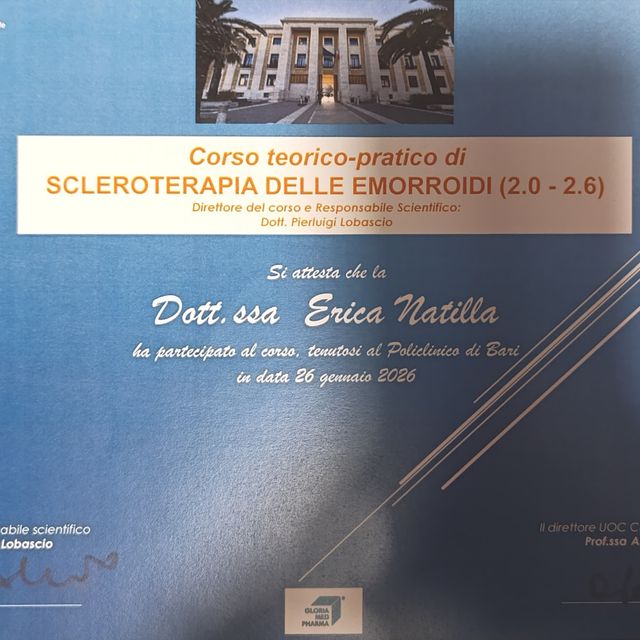 Corso teorico-pratico di
SCLEROTERAPIA DELLE EMORROIDI (2.0 - 2.6)
Direttore del corso e Responsabile Scientifico:
Dott. Pierluigi Lobascio
Si attesta che la
Dott.ssa Erica Natilla
ha partecipato al corso, tenutosi al Policlinico di Bari
in data 26 gennaio 2026
abile scientifico
Lobascio
Il direttore UOC C
Prof.ssa A
GLORIA
MED
PHARMA